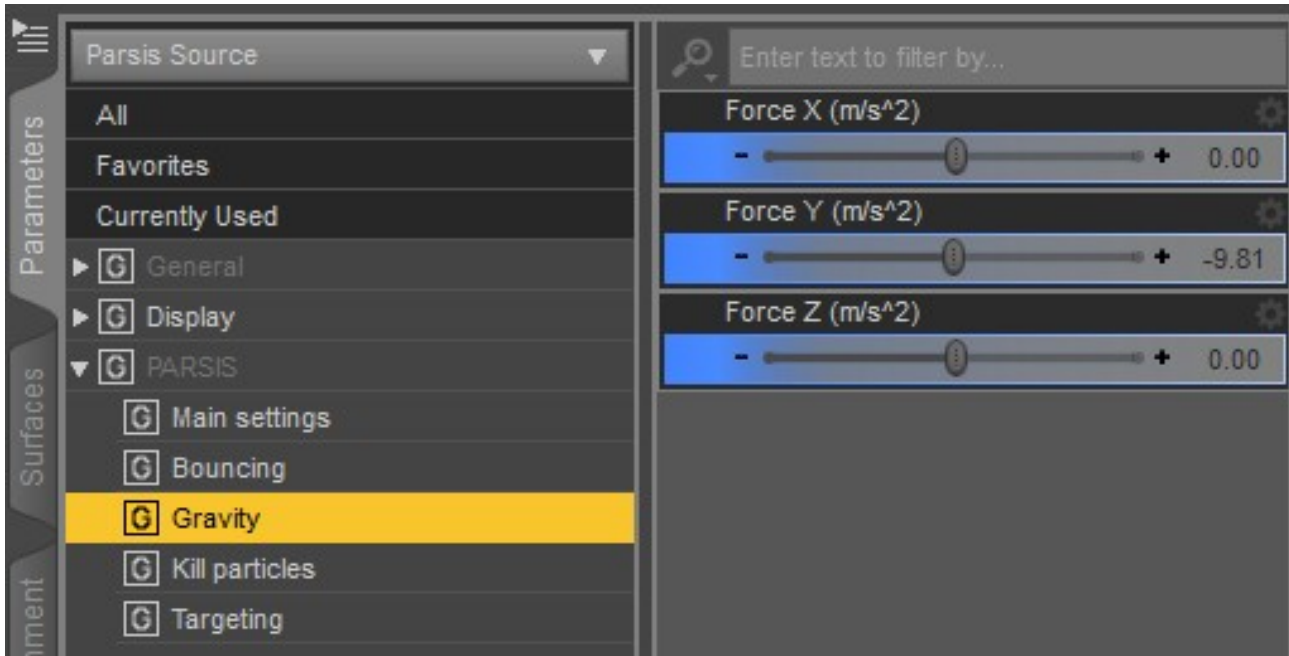 Parsis Source
All
Favorites
Currently Used
G General
G Display
G PARSIS
G Main settings
G Bouncing
G Gravity
G Kill particles
G Targeting
Parameters
Surfaces
Enter text to filter by...
Force X (m/s^2)
- + 0.00
Force Y (m/s^2)
- + -9.81
Force Z (m/s^2)
- + 0.00